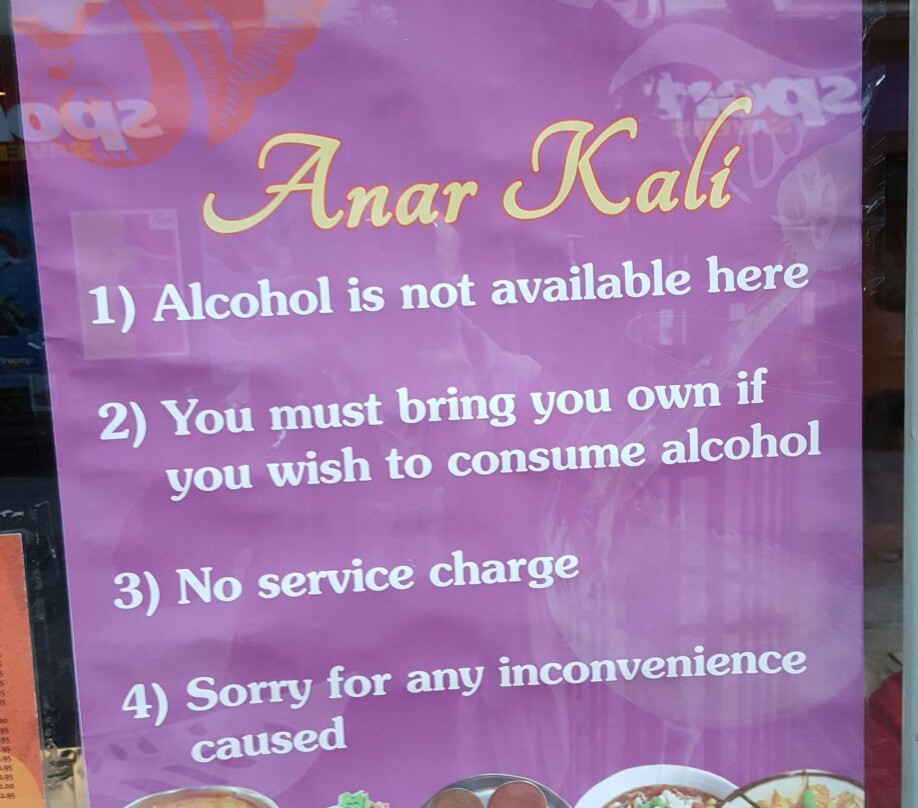 Anar Kali
1) Alcohol is not available here
2) You must bring you own if
you wish to consume alcohol
3) No service charge
4) Sorry for any inconvenience
caused